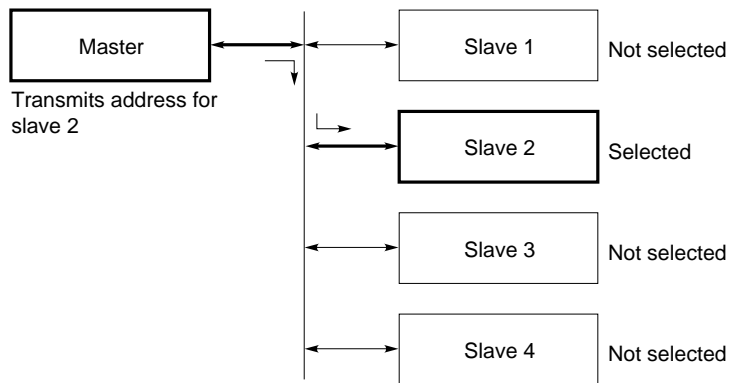 Master
Transmits address for
slave 2
Slave 1
Not selected
Slave 2
Selected
Slave 3
Not selected
Slave 4
Not selected